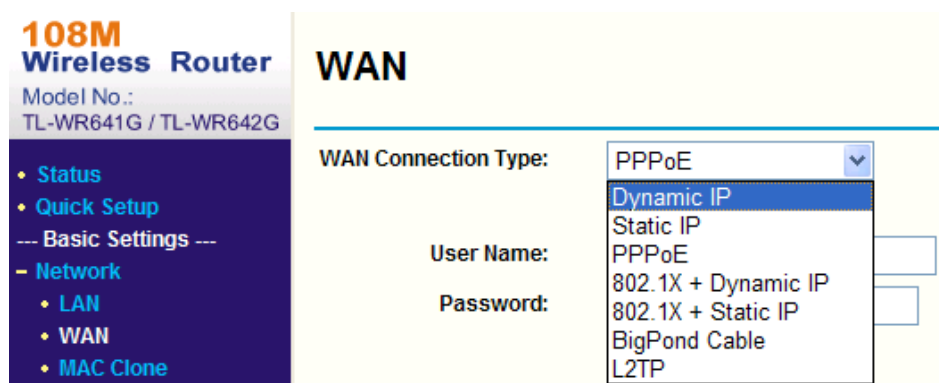 108M
Wireless Router
Model No.:
TL-WR641G / TL-WR642G
• Status
• Quick Setup
--- Basic Settings ---
– Network
• LAN
• WAN
• MAC Clone
WAN
WAN Connection Type:
PPPoE
Dynamic IP
Static IP
PPPoE
802.1X + Dynamic IP
802.1X + Static IP
BigPond Cable
L2TP
User Name:
Password: